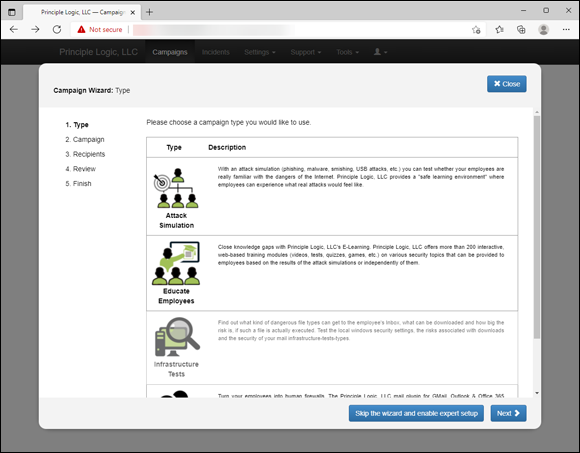 Principle Logic, LLC — Campaign
Not secure
Principle Logic, LLC Campaigns Incidents Settings Support Tools
Campaign Wizard: Type
Close
1. Type
2. Campaign
3. Recipients
4. Review
5. Finish
Please choose a campaign type you would like to use.
Type Description
Attack
Simulation
With an attack simulation (phishing, malware, smishing, USB attacks, etc.) you can test whether your employees are
really familiar with the dangers of the Internet. Principle Logic, LLC provides a "safe learning environment" where
employees can experience what real attacks would feel like.
Educate
Employees
Close knowledge gaps with Principle Logic, LLC's E-Learning: Principle Logic, LLC offers more than 200 interactive,
web-based training modules (videos, tests, quizzes, games, etc.) on various security topics that can be provided to
employees based on the results of the attack simulations or independently of them.
Infrastructure
Tests
Find out what kind of dangerous file types can get to the employee's Inbox, what can be downloaded and how big the
risk is, if such a file is actually executed. Test the local windows security settings, the risks associated with downloads
and the security of your mail infrastructure-tests-types.
Turn your employees into human firewalls. The Principle Logic, LLC mail plugin for GMail, Outlook & Office 365
Skip the wizard and enable expert setup
Next